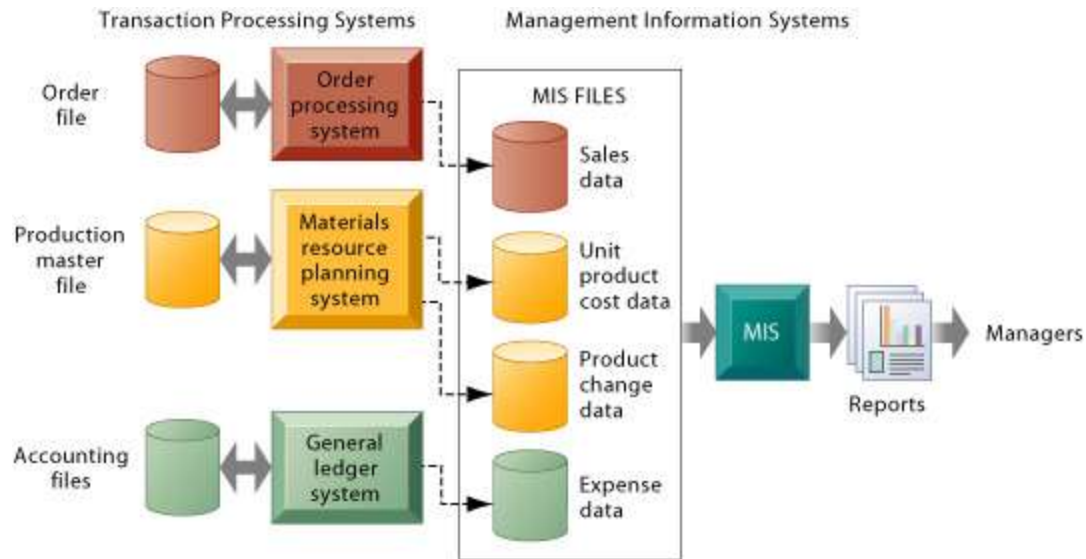 Transaction Processing Systems
Management Information Systems
Order
file
Order
processing
system
Production
master
file
Materials
resource
planning
system
Accounting
files
General
ledger
system
MIS FILES
Sales
data
Unit
product
cost data
Product
change
data
Expense
data
MIS
Reports
Managers